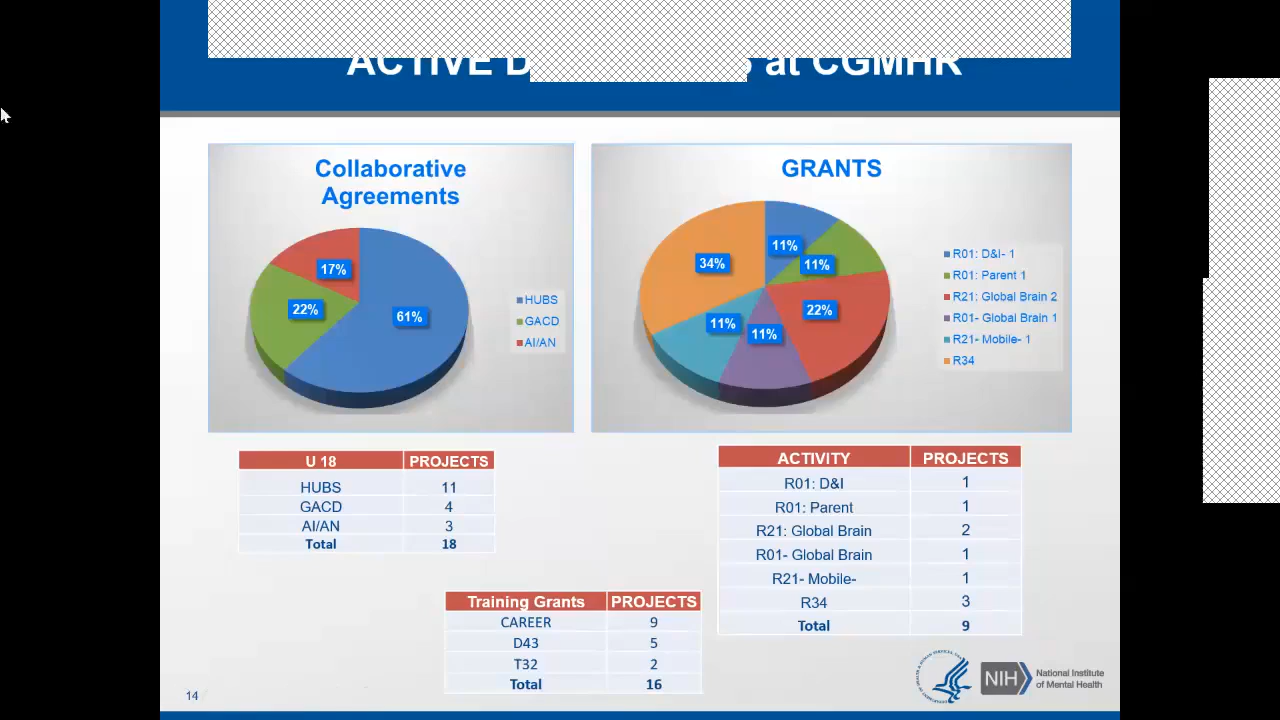 ACTIVE
at CGMHR
Collaborative
Agreements
17%
22%
61%
HUBS
GACD
AI/AN
GRANTS
11%
34%
11%
22%
11%
11%
R01: D&I- 1
R01: Parent 1
R21: Global Brain 2
R01- Global Brain 1
R21- Mobile- 1
R34
U 18 PROJECTS
HUBS 11
GACD 4
AI/AN 3
Total 18
ACTIVITY PROJECTS
R01: D&I 1
R01: Parent 1
R21: Global Brain 2
R01- Global Brain 1
R21- Mobile- 1
R34 3
Total 9
Training Grants PROJECTS
CAREER 9
D43 5
T32 2
Total 16
NIH
National Institute
of Mental Health
14